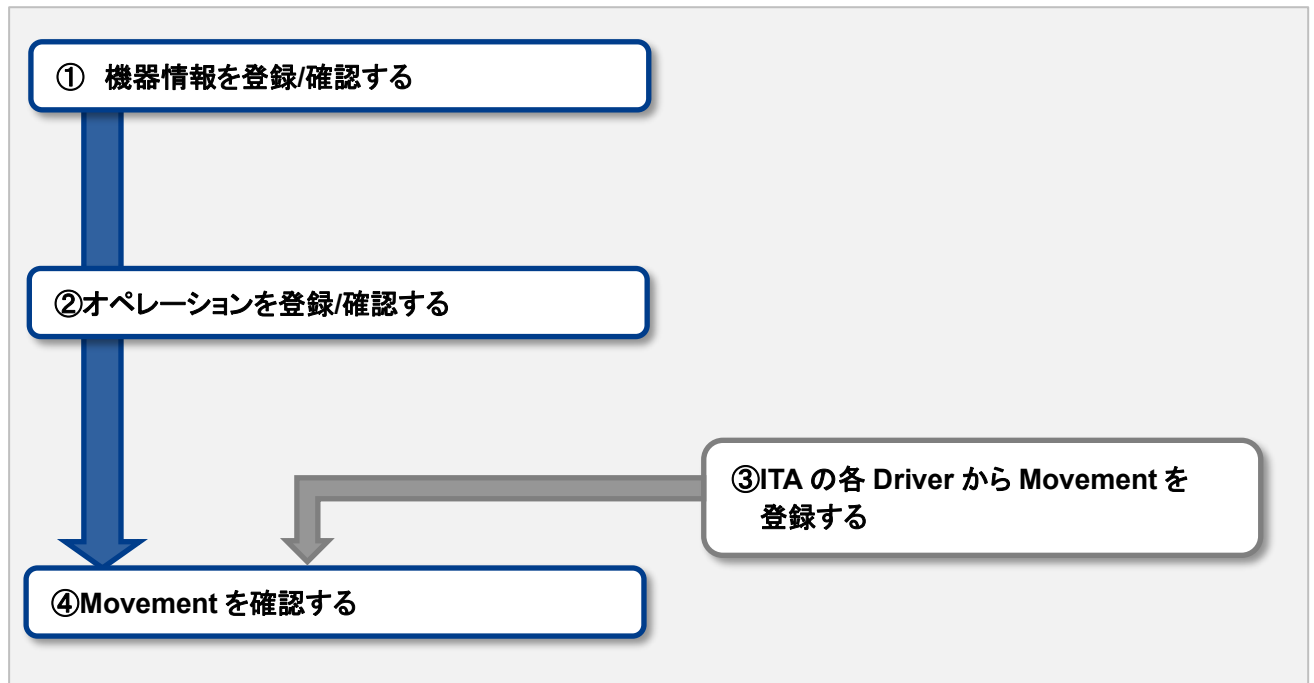 ① 機器情報を登録/確認する
②オペレーションを登録/確認する
③ITA の各 Driver から Movement を
登録する
④Movement を確認する